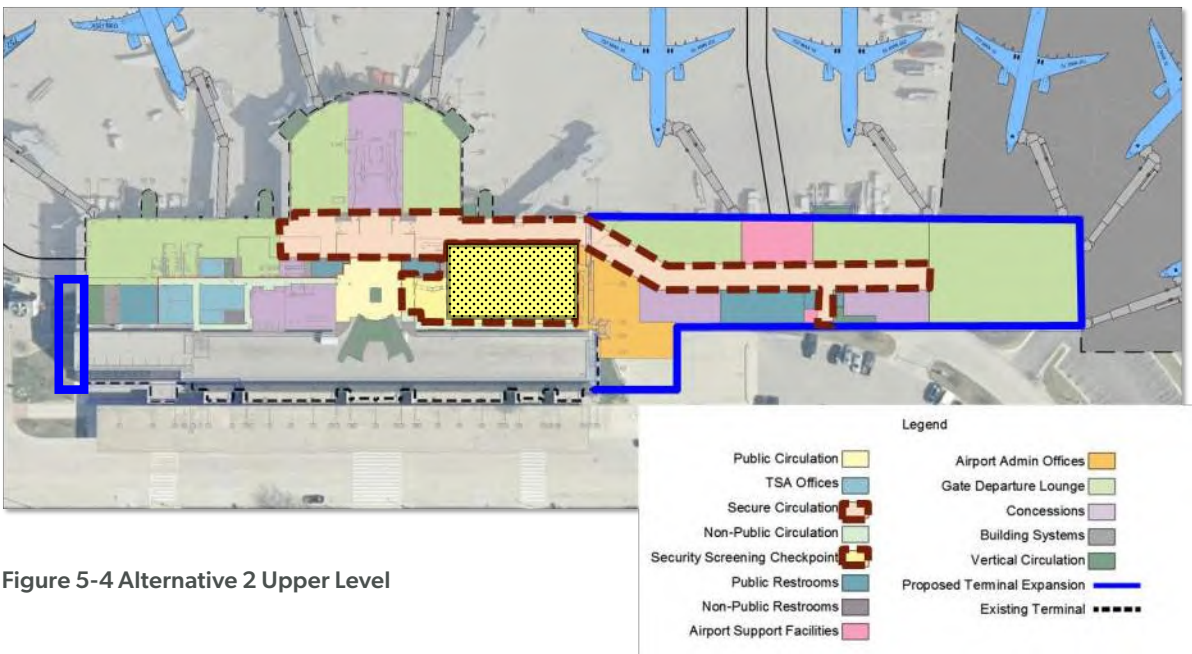 Legend
Public Circulation
TSA Offices
Secure Circulation
Non-Public Circulation
Security Screening Checkpoint
Public Restrooms
Non-Public Restrooms
Airport Support Facilities
Airport Admin Offices
Gate Departure Lounge
Concessions
Building Systems
Vertical Circulation
Proposed Terminal Expansion
Existing Terminal
Figure 5-4 Alternative 2 Upper Level